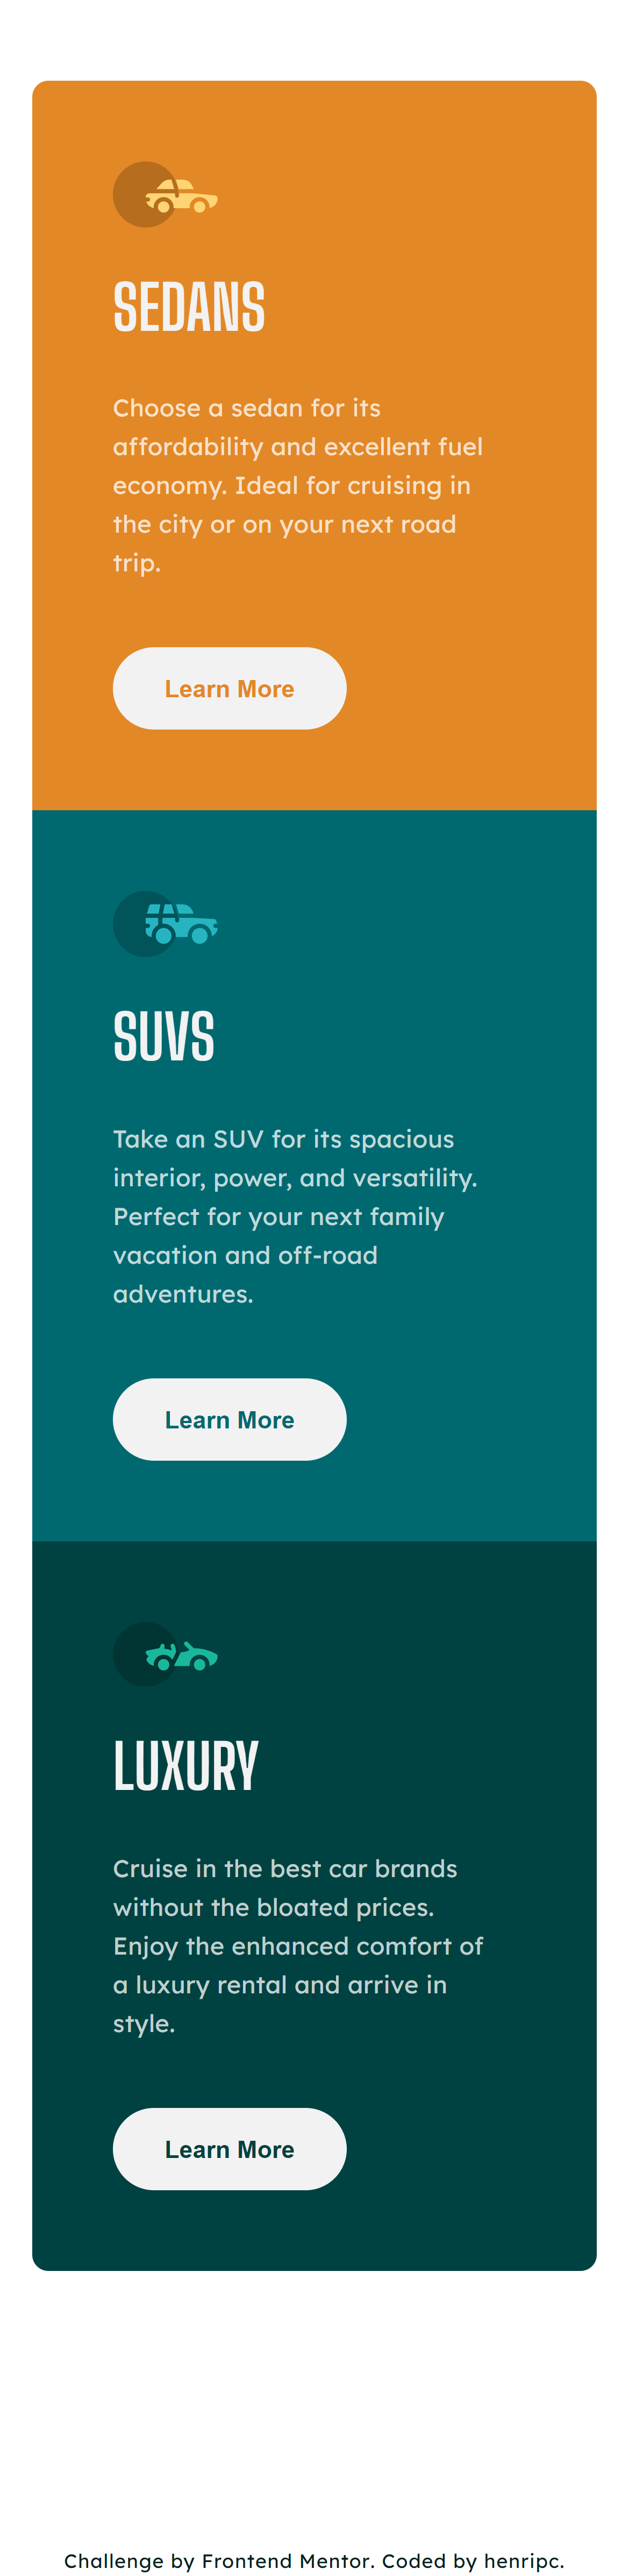 SEDANS
Choose a sedan for its
affordability and excellent fuel
economy. Ideal for cruising in
the city or on your next road
trip.
Learn More
SUVS
Take an SUV for its spacious
interior, power, and versatility.
Perfect for your next family
vacation and off-road
adventures.
Learn More
LUXURY
Cruise in the best car brands
without the bloated prices.
Enjoy the enhanced comfort of
a luxury rental and arrive in
style.
Learn More
Challenge by Frontend Mentor. Coded by henripc.